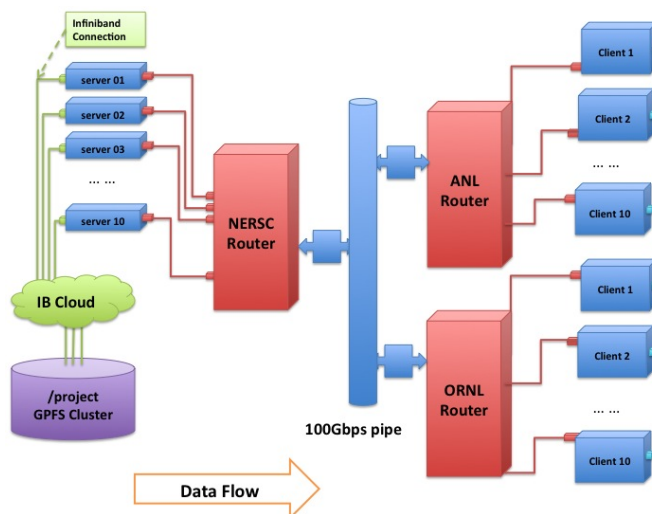 Infiniband
Connection
server 01
server 02
server 03
... ...
server 10
IB Cloud
/project
GPFS Cluster
NERSC
Router
100Gbps pipe
Data Flow
ANL
Router
Client 1
Client 2
... ...
Client 10
ORNL
Router
Client 1
Client 2
... ...
Client 10